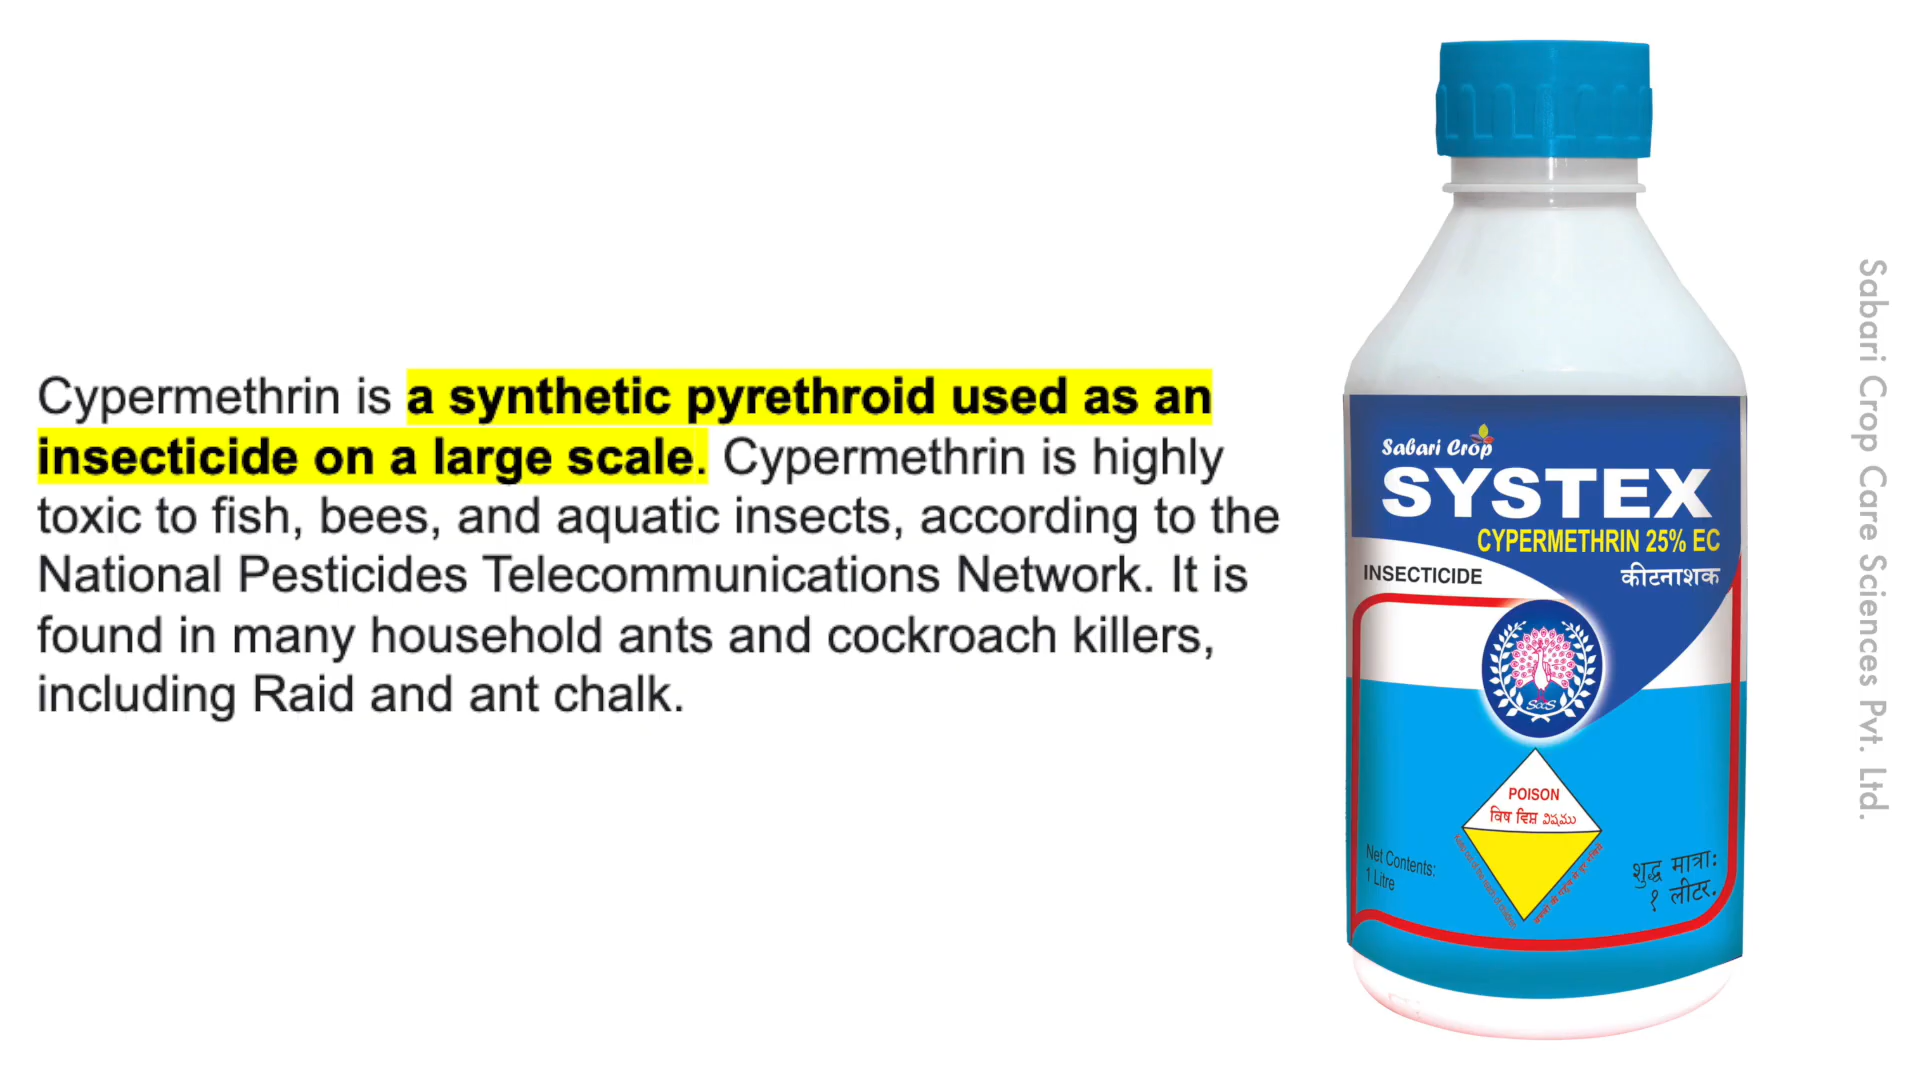 Cypermethrin is a synthetic pyrethroid used as an
insecticide on a large scale. Cypermethrin is highly
toxic to fish, bees, and aquatic insects, according to the
National Pesticides Telecommunications Network. It is
found in many household ants and cockroach killers,
including Raid and ant chalk.
Sabari Crop
SYSTEX
CYPERMETHRIN 25% EC
INSECTICIDE
कीटनाशक
SCCS
POISON
विष ਵਿਸ਼ విషము
Net Contents:
1 Litre
शुद्ध मात्रा:
१ लीटर.
Sabari Crop Care Sciences Pvt. Ltd.